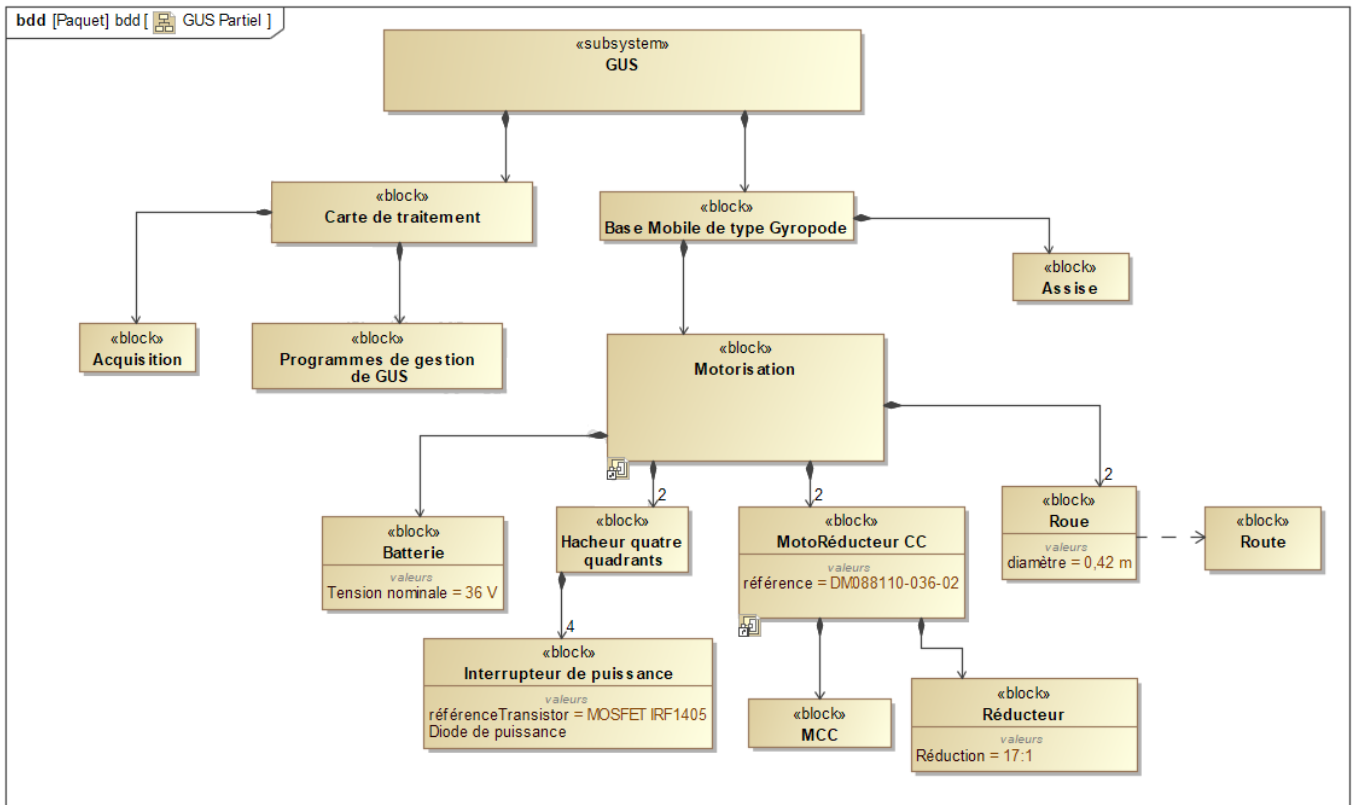 bdd [Paquet] bdd [ GUS Partiel ]
«subsystem»
GUS
«block»
Carte de traitement
«block»
Base Mobile de type Gyropode
«block»
Assise
«block»
Acquisition
«block»
Programmes de gestion
de GUS
«block»
Motorisation
2
2
2
«block»
Batterie
valeurs
Tension nominale = 36 V
«block»
Hacheur quatre
quadrants
«block»
MotoRéducteur CC
valeurs
référence = DM088110-036-02
«block»
Roue
valeurs
diamètre = 0,42 m
«block»
Route
4
«block»
Interrupteur de puissance
valeurs
référenceTransistor = MOSFET IRF1405
Diode de puissance
«block»
MCC
«block»
Réducteur
valeurs
Réduction = 17:1